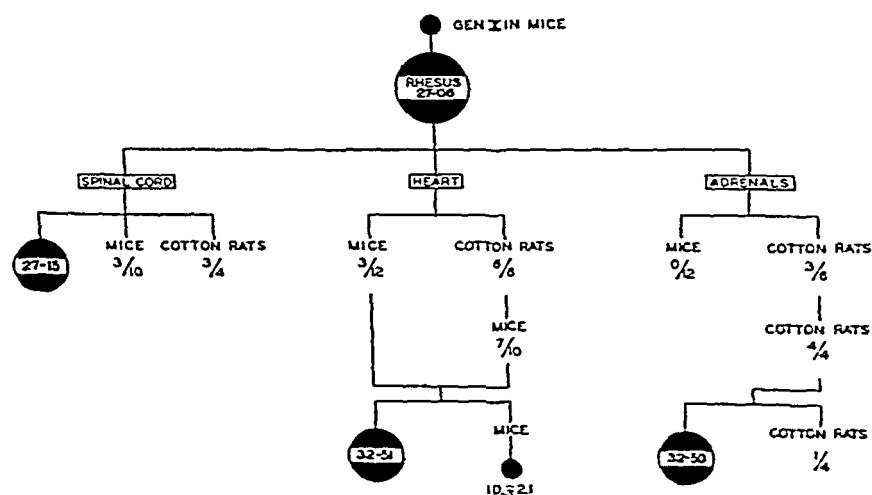 GEN X IN MICE
RHESUS
27-06
SPINAL CORD
HEART
ADRENALS
27-15
MICE
3/10
COTTON RATS
3/4
MICE
3/12
COTTON RATS
6/6
MICE
0/12
COTTON RATS
3/6
MICE
7/10
COTTON RATS
4/4
32-51
MICE
32-50
COTTON RATS
1/4